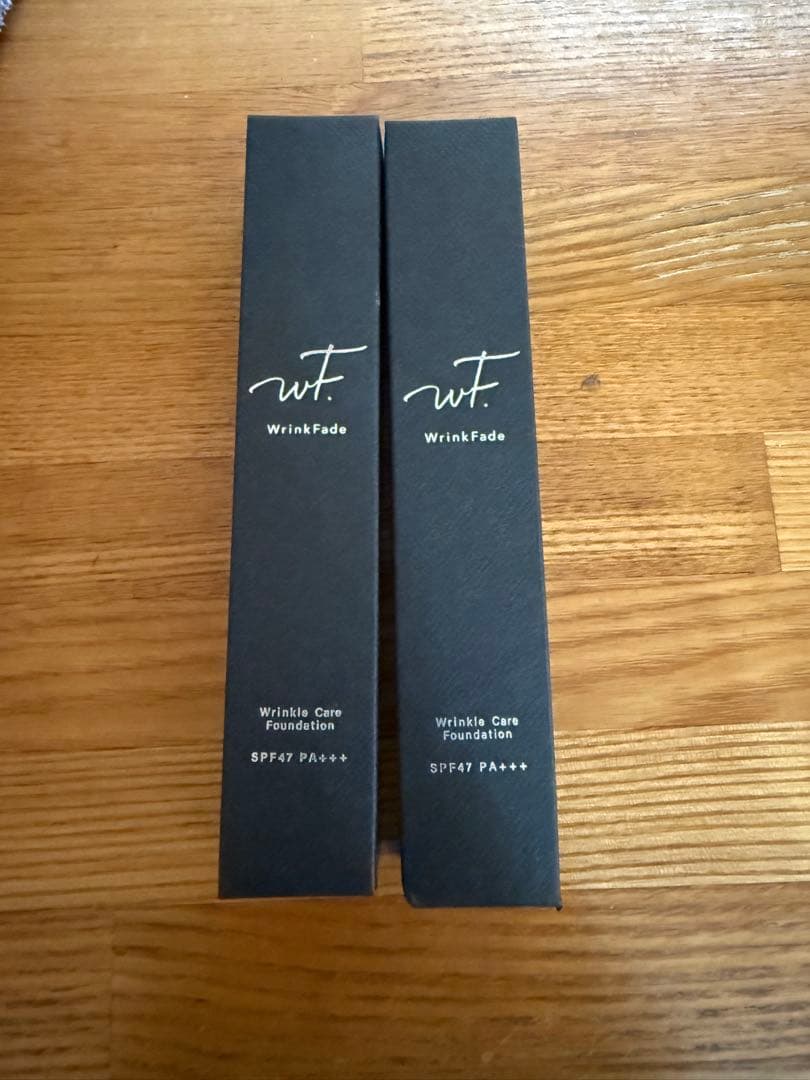 wF.
WrinkFade
Wrinkle Care
Foundation
SPF47 PA+++
wF.
WrinkFade
Wrinkle Care
Foundation
SPF47 PA+++